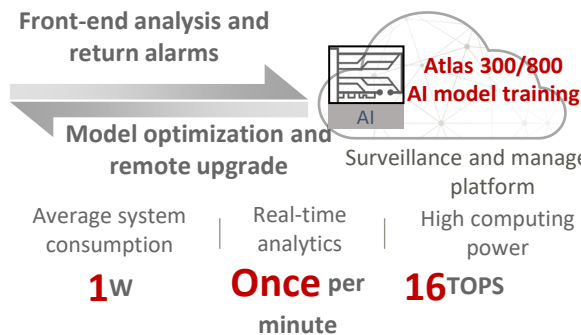 Front-end analysis and
return alarms
Atlas 300/800
AI model training
AI
Model optimization and
remote upgrade
Surveillance and manage
platform
Average system
consumption
Real-time
analytics
High computing
power
1W
Once per
minute
16TOPS